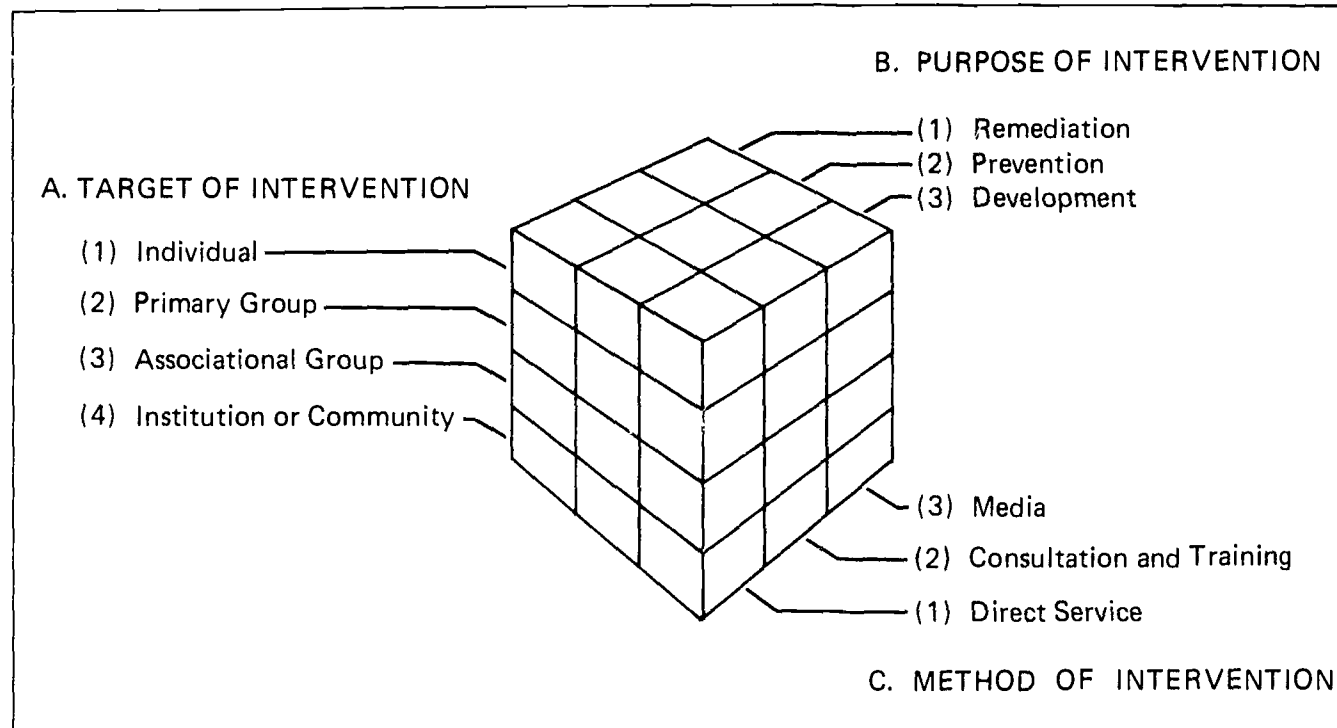 B. PURPOSE OF INTERVENTION
(1) Remediation
(2) Prevention
(3) Development
A. TARGET OF INTERVENTION
(1) Individual
(2) Primary Group
(3) Associational Group
(4) Institution or Community
(3) Media
(2) Consultation and Training
(1) Direct Service
C. METHOD OF INTERVENTION